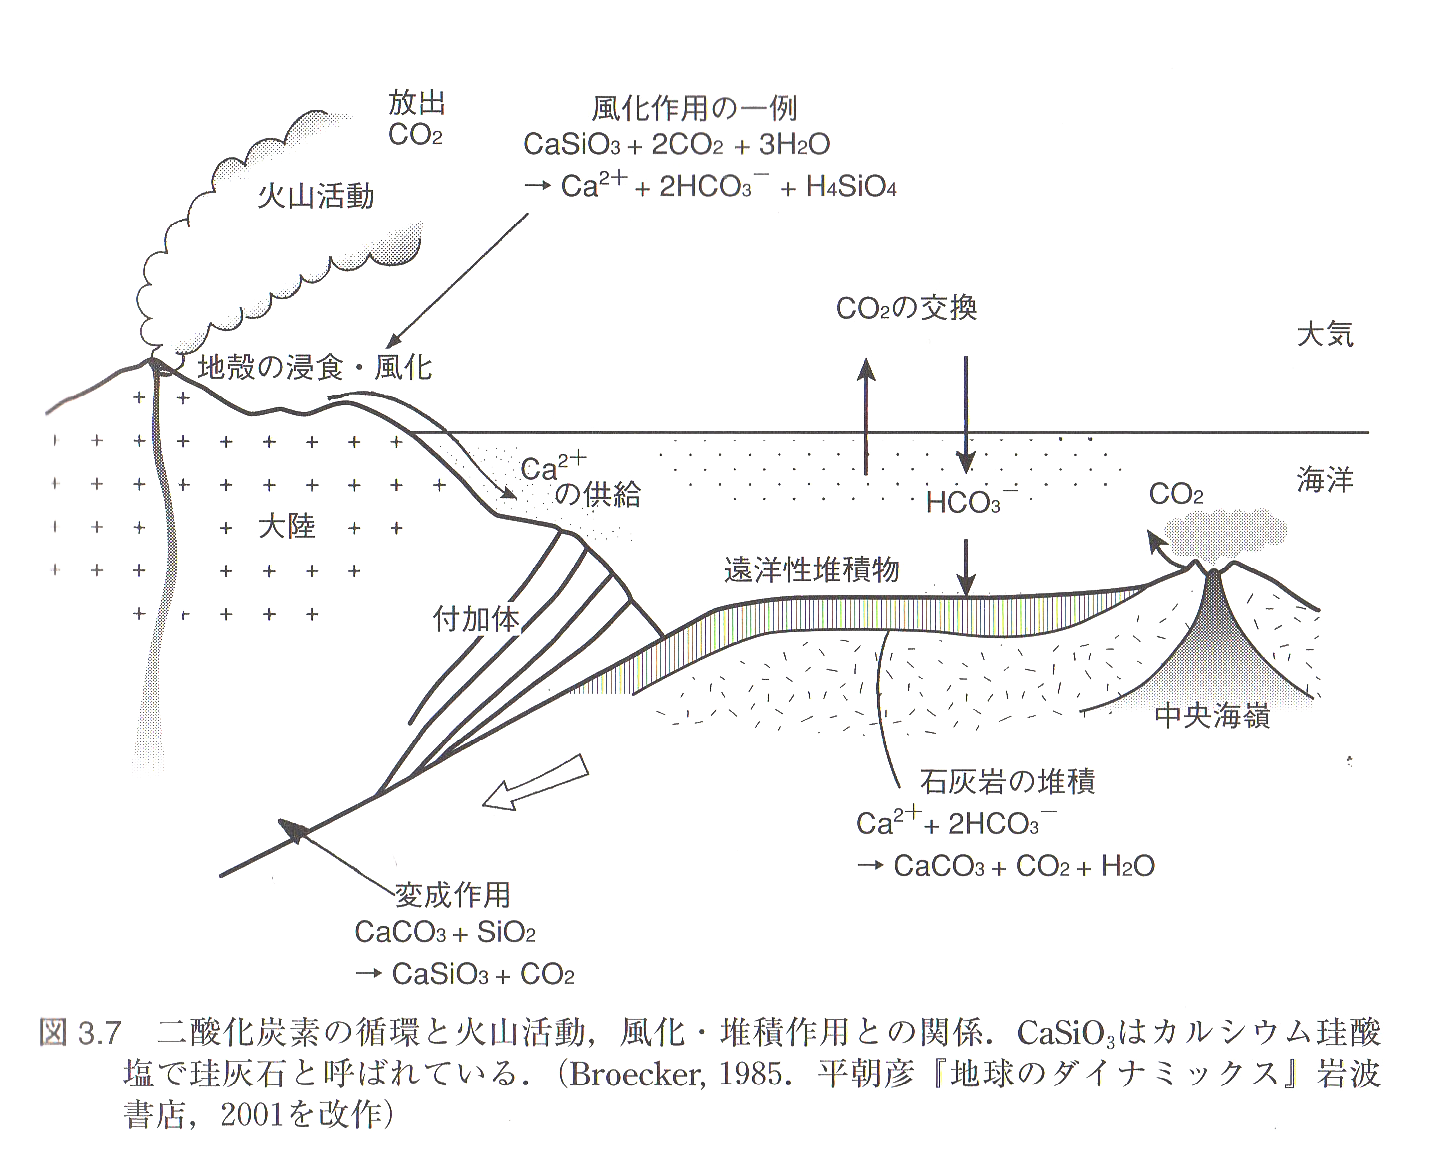 放出
CO₂
風化作用の一例
CaSiO₃ + 2CO₂ + 3H₂O
→ Ca²⁺ + 2HCO₃⁻ + H₄SiO₄
火山活動
CO₂の交換
大気
地殻の浸食・風化
Ca²⁺
の供給
海洋
HCO₃⁻
CO₂
大陸
遠洋性堆積物
付加体
中央海嶺
石灰岩の堆積
Ca²⁺ + 2HCO₃⁻
→ CaCO₃ + CO₂ + H₂O
変成作用
CaCO₃ + SiO₂
→ CaSiO₃ + CO₂
図 3.7 二酸化炭素の循環と火山活動，風化・堆積作用との関係．CaSiO₃はカルシウム珪酸
塩で珪灰石と呼ばれている．（Broecker, 1985．平朝彦『地球のダイナミックス』岩波
書店，2001を改作）